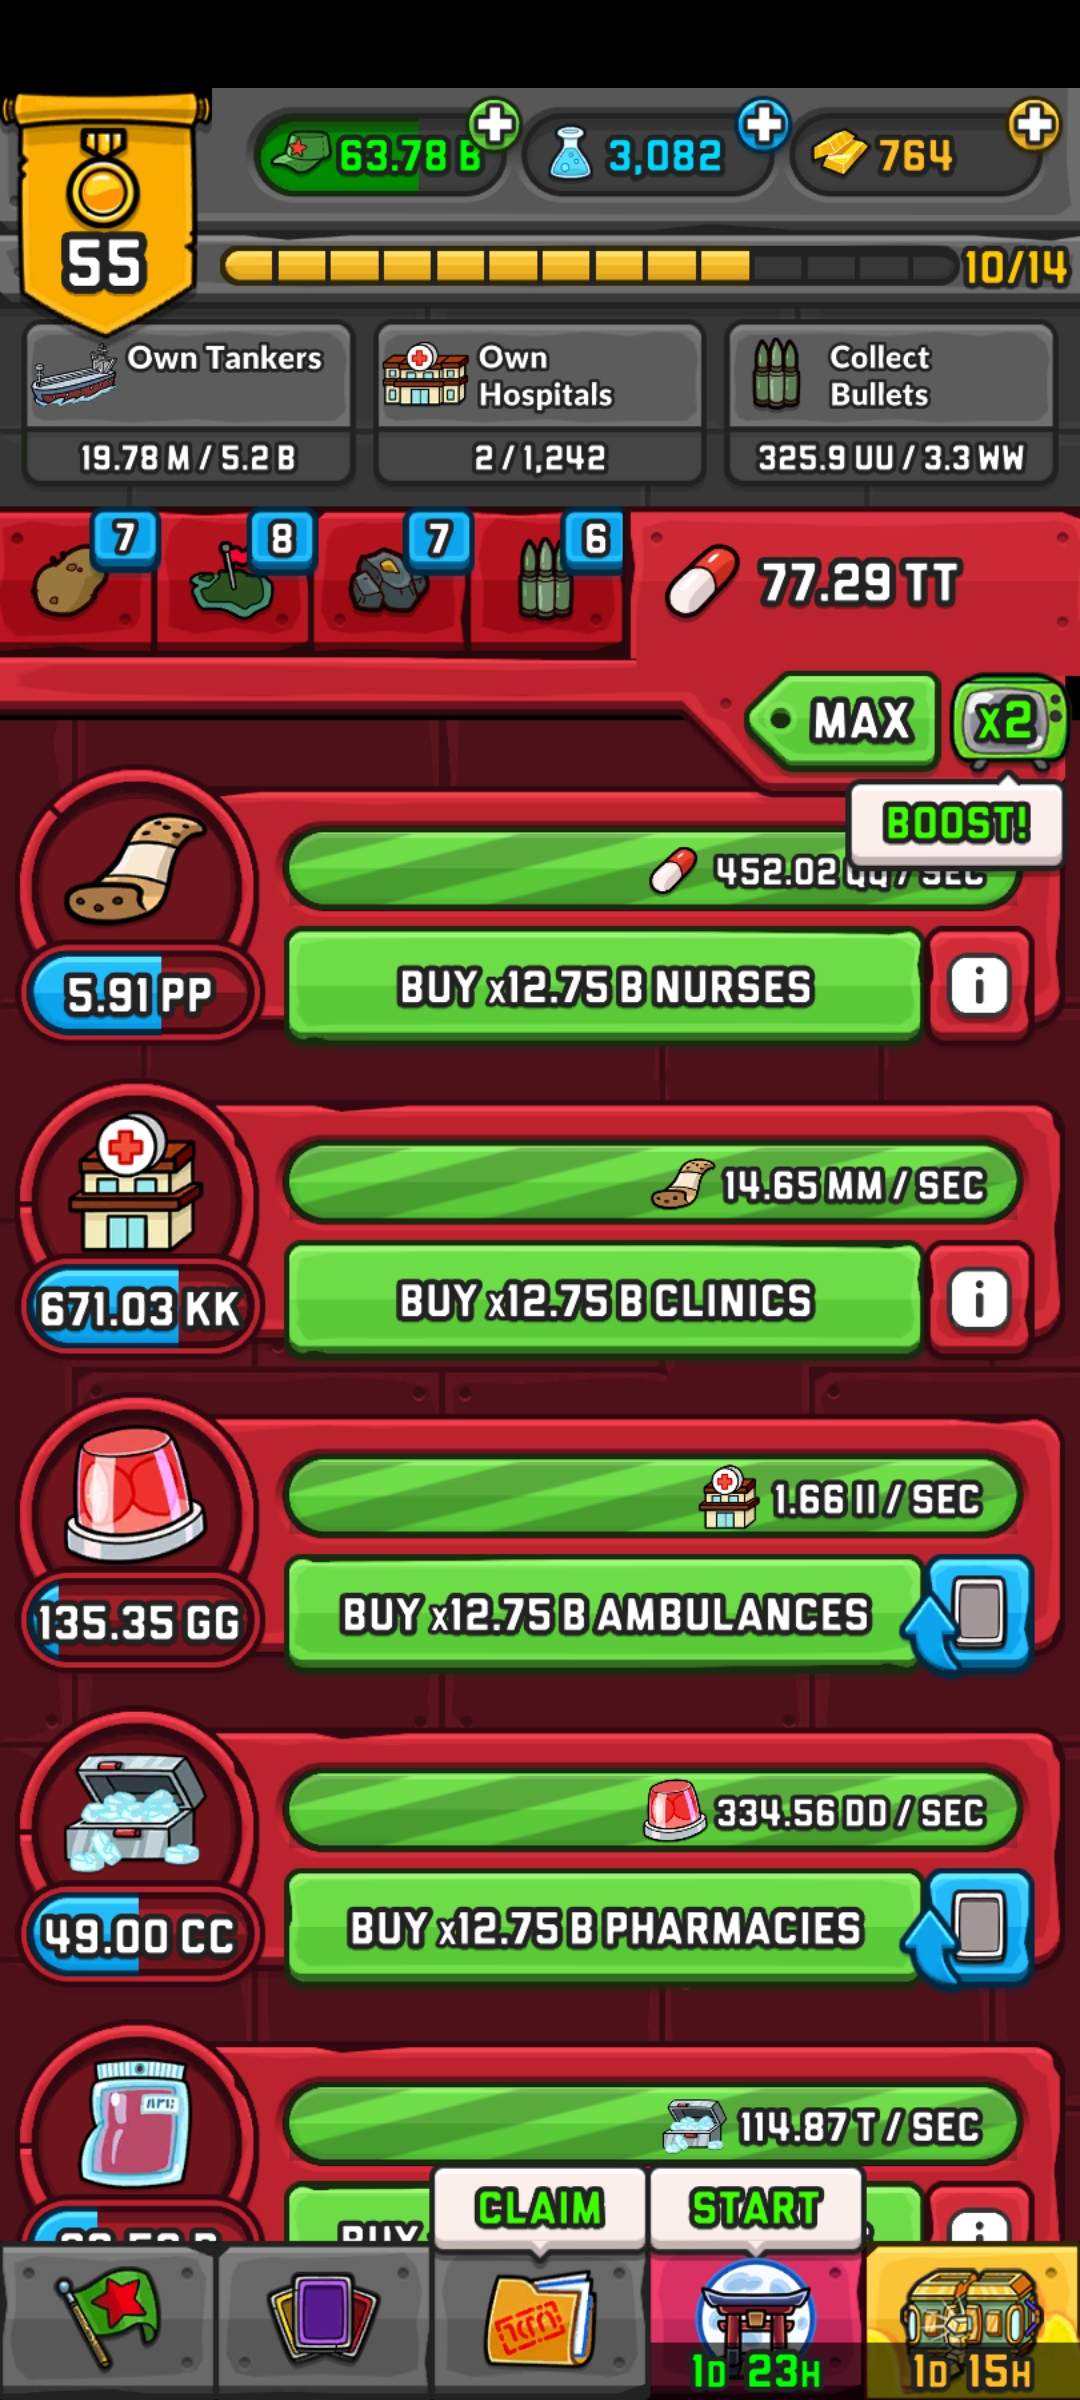 63.78 B
3,082
764
55
10/14
Own Tankers
19.78 M / 5.2 B
Own
Hospitals
2 / 1,242
Collect
Bullets
325.9 UU / 3.3 WW
7
8
7
6
77.29 TT
MAX
x2
BOOST!
452.02 QQ / SEC
5.91 PP
BUY x12.75 B NURSES
i
14.65 MM / SEC
671.03 KK
BUY x12.75 B CLINICS
i
1.66 II / SEC
135.35 GG
BUY x12.75 B AMBULANCES
334.56 DD / SEC
49.00 CC
BUY x12.75 B PHARMACIES
114.87 T / SEC
BUY
i
CLAIM
START
1D 23H
1D 15H